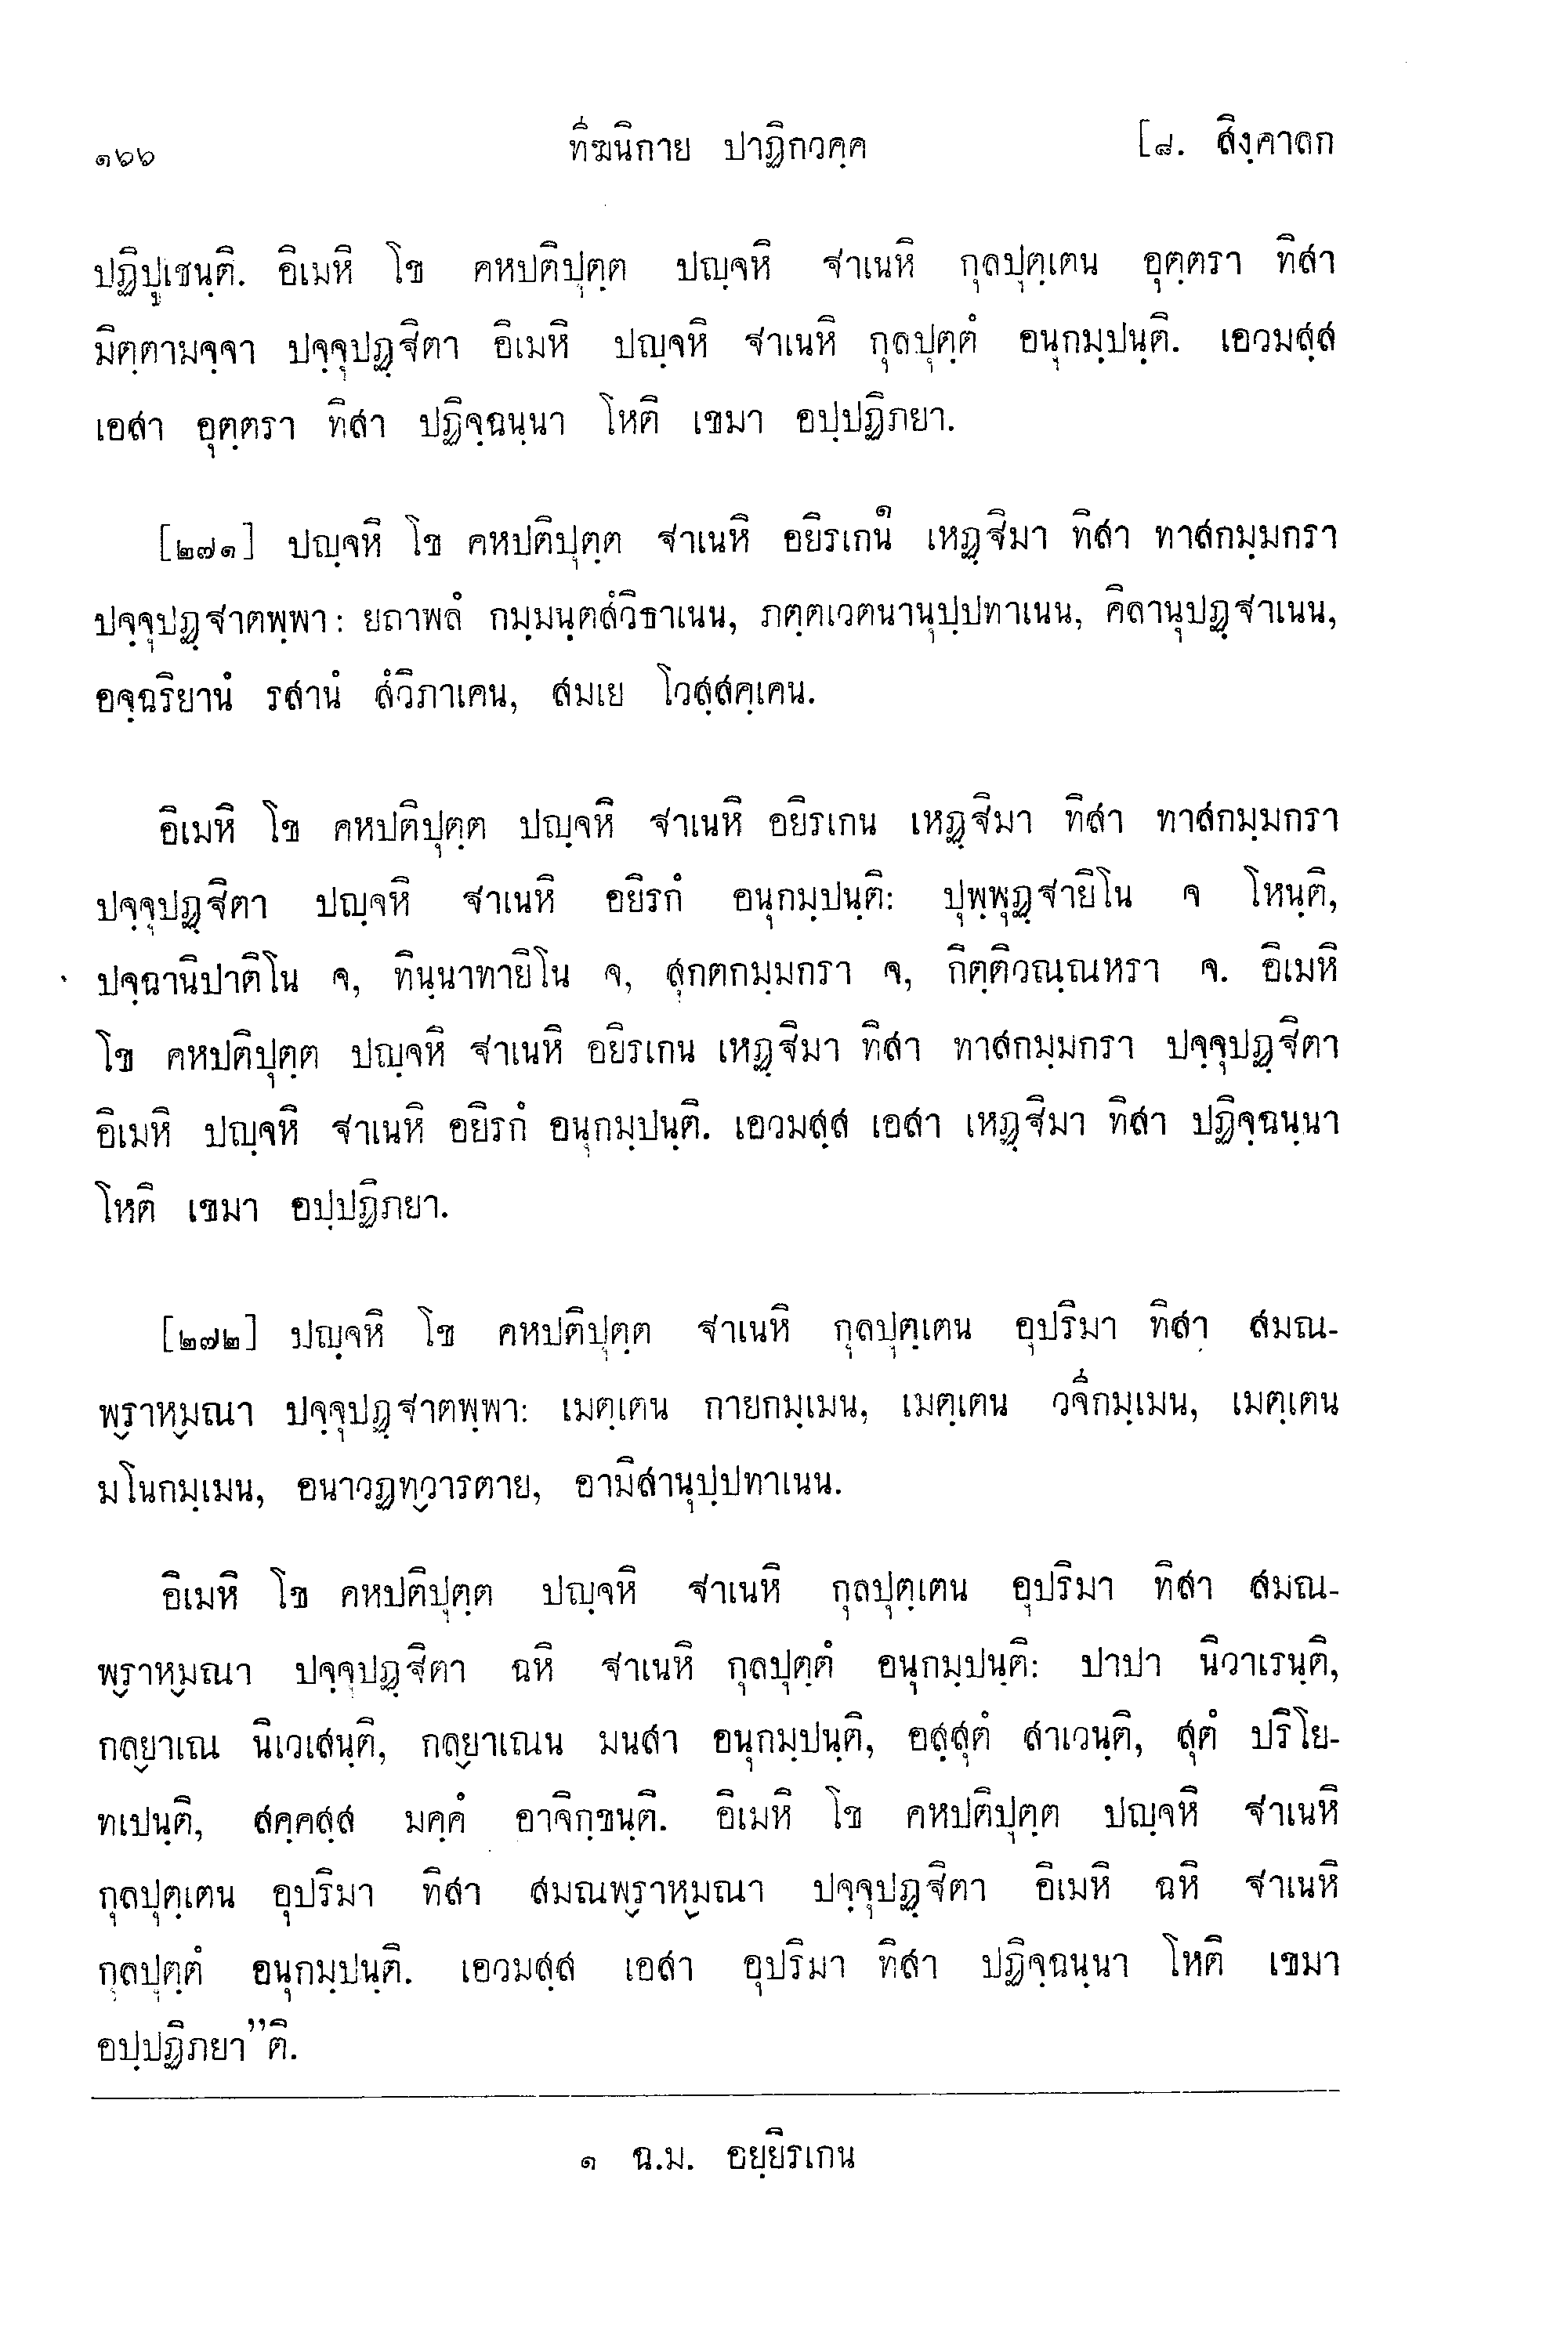 ๑๖๖ ทีฆนิกาย ปาฏิกวคฺค [๘. สิงฺคาลก
ปฏิปูเชนฺติ. อิเมหิ โข คหปติปุตฺต ปญฺจหิ ฐาเนหิ กุลปุตฺเตน อุตฺตรา ทิสา
มิตฺตามจฺจา ปจฺจุปฏฺฐิตา อิเมหิ ปญฺจหิ ฐาเนหิ กุลปุตฺตํ อนุกมฺปนฺติ. เอวมสฺส
เอสา อุตฺตรา ทิสา ปฏิจฺฉนฺนา โหติ เขมา อปฺปฏิภยา.
[๒๗๑] ปญฺจหิ โข คหปติปุตฺต ฐาเนหิ อยิรเกน๑ เหฏฺฐิมา ทิสา ทาสกมฺมกรา
ปจฺจุปฏฺฐาตพฺพา: ยถาพลํ กมฺมนฺตสํวิธาเนน, ภตฺตเวตนานุปฺปทาเนน, คิลานุปฏฺฐาเนน,
อจฺฉริยานํ รสานํ สํวิภาเคน, สมเย โวสฺสคฺเคน.
อิเมหิ โข คหปติปุตฺต ปญฺจหิ ฐาเนหิ อยิรเกน เหฏฺฐิมา ทิสา ทาสกมฺมกรา
ปจฺจุปฏฺฐิตา ปญฺจหิ ฐาเนหิ อยิรกํ อนุกมฺปนฺติ: ปุพฺพุฏฺฐายิโน จ โหนฺติ,
ปจฺฉานิปาติโน จ, ทินฺนาทายิโน จ, สุกตกมฺมกรา จ, กิตฺติวณฺณหรา จ. อิเมหิ
โข คหปติปุตฺต ปญฺจหิ ฐาเนหิ อยิรเกน เหฏฺฐิมา ทิสา ทาสกมฺมกรา ปจฺจุปฏฺฐิตา
อิเมหิ ปญฺจหิ ฐาเนหิ อยิรกํ อนุกมฺปนฺติ. เอวมสฺส เอสา เหฏฺฐิมา ทิสา ปฏิจฺฉนฺนา
โหติ เขมา อปฺปฏิภยา.
[๒๗๒] ปญฺจหิ โข คหปติปุตฺต ฐาเนหิ กุลปุตฺเตน อุปริมา ทิสา สมณ-
พฺราหฺมณา ปจฺจุปฏฺฐาตพฺพา: เมตฺเตน กายกมฺเมน, เมตฺเตน วจีกมฺเมน, เมตฺเตน
มโนกมฺเมน, อนาวฏทฺวารตาย, อามิสานุปฺปทาเนน.
อิเมหิ โข คหปติปุตฺต ปญฺจหิ ฐาเนหิ กุลปุตฺเตน อุปริมา ทิสา สมณ-
พฺราหฺมณา ปจฺจุปฏฺฐิตา ฉหิ ฐาเนหิ กุลปุตฺตํ อนุกมฺปนฺติ: ปาปา นิวาเรนฺติ,
กลฺยาเณ นิเวเสนฺติ, กลฺยาเณน มนสา อนุกมฺปนฺติ, อสฺสุตํ สาเวนฺติ, สุตํ ปริโย-
ทเปนฺติ, สคฺคสฺส มคฺคํ อาจิกฺขนฺติ. อิเมหิ โข คหปติปุตฺต ปญฺจหิ ฐาเนหิ
กุลปุตฺเตน อุปริมา ทิสา สมณพฺราหฺมณา ปจฺจุปฏฺฐิตา อิเมหิ ฉหิ ฐาเนหิ
กุลปุตฺตํ อนุกมฺปนฺติ. เอวมสฺส เอสา อุปริมา ทิสา ปฏิจฺฉนฺนา โหติ เขมา
อปฺปฏิภยา”ติ.
๑ ฉ.ม. อยฺยิรเกน